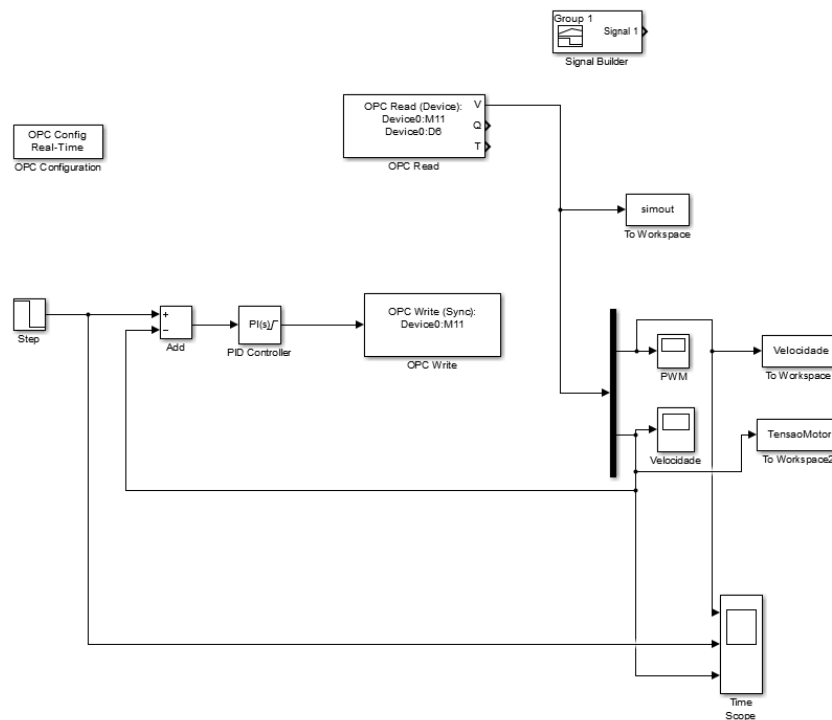 Group 1
Signal 1
Signal Builder
OPC Config
Real-Time
OPC Configuration
OPC Read (Device):
Device0:M11
Device0:D6
V
Q
T
OPC Read
simout
To Workspace
Step
+
−
Add
PI(s)
PID Controller
OPC Write (Sync):
Device0:M11
OPC Write
PWM
Velocidade
Velocidade
To Workspace
TensaoMotor
To Workspace2
Time
Scope